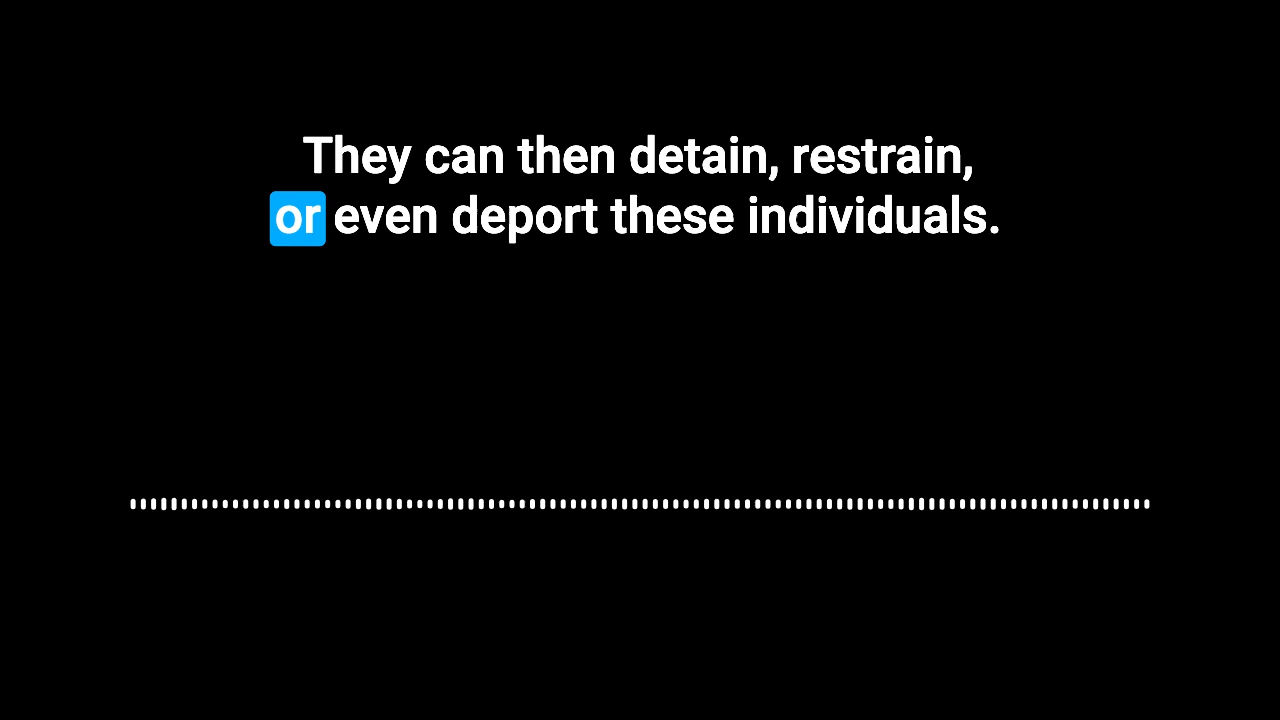 They can then detain, restrain,
or even deport these individuals.